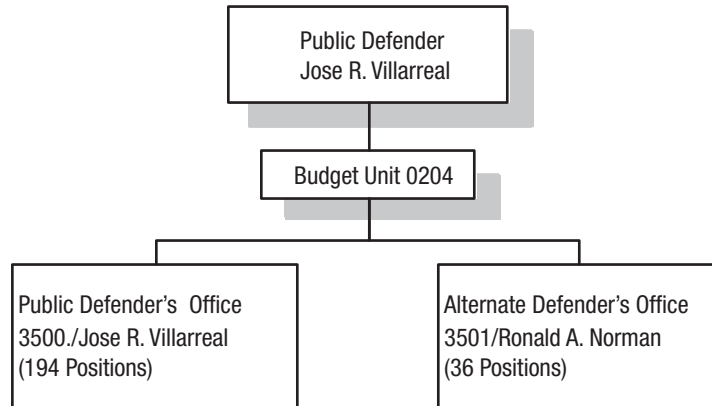 Public Defender
Jose R. Villarreal
Budget Unit 0204
Public Defender’s Office
3500./Jose R. Villarreal
(194 Positions)
Alternate Defender’s Office
3501/Ronald A. Norman
(36 Positions)